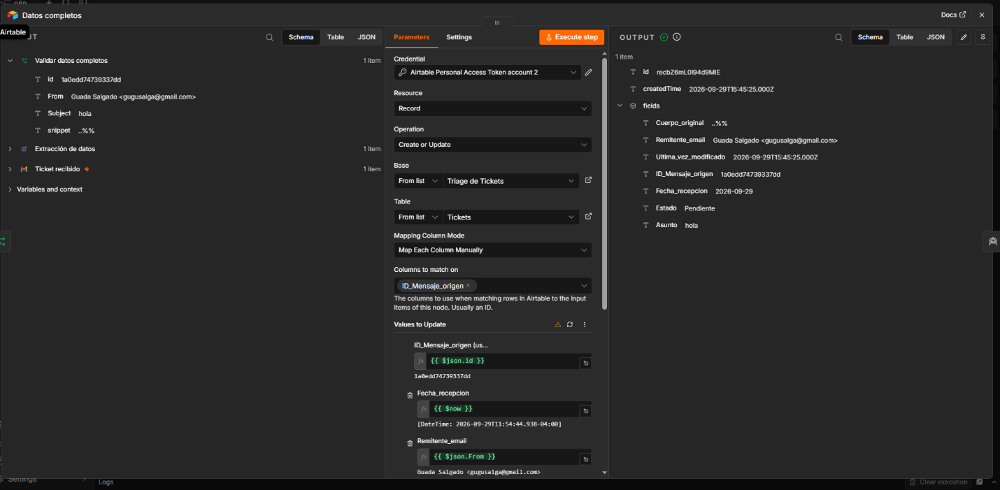 Datos completos
Docs
Airtable
Schema
Table
JSON
Validar datos completos
1 item
id 1a0edd74739337dd
From Guada Salgado <gugusalga@gmail.com>
Subject hola
snippet ..%%
Extracción de datos
1 item
Ticket recibido
1 item
Variables and context
Parameters
Settings
Execute step
Credential
Airtable Personal Access Token account 2
Resource
Record
Operation
Create or Update
Base
From list
Triage de Tickets
Table
From list
Tickets
Mapping Column Mode
Map Each Column Manually
Columns to match on
ID_Mensaje_origen
The columns to use when matching rows in Airtable to the input
items of this node. Usually an ID.
Values to Update
ID_Mensaje_origen (us...
fx {{ $json.id }}
1a0edd74739337dd
Fecha_recepcion
fx {{ $now }}
[DateTime: 2026-09-29T11:54:44.938-04:00]
Remitente_email
fx {{ $json.From }}
Guada Salgado <gugusalga@gmail.com>
OUTPUT
Schema
Table
JSON
1 item
id recbZ6mL0I94d9MIE
createdTime 2026-09-29T15:45:25.000Z
fields
Cuerpo_original ..%%
Remitente_email Guada Salgado <gugusalga@gmail.com>
Ultima_vez_modificado 2026-09-29T15:45:25.000Z
ID_Mensaje_origen 1a0edd74739337dd
Fecha_recepcion 2026-09-29
Estado Pendiente
Asunto hola
Settings
Logs
Clear execution